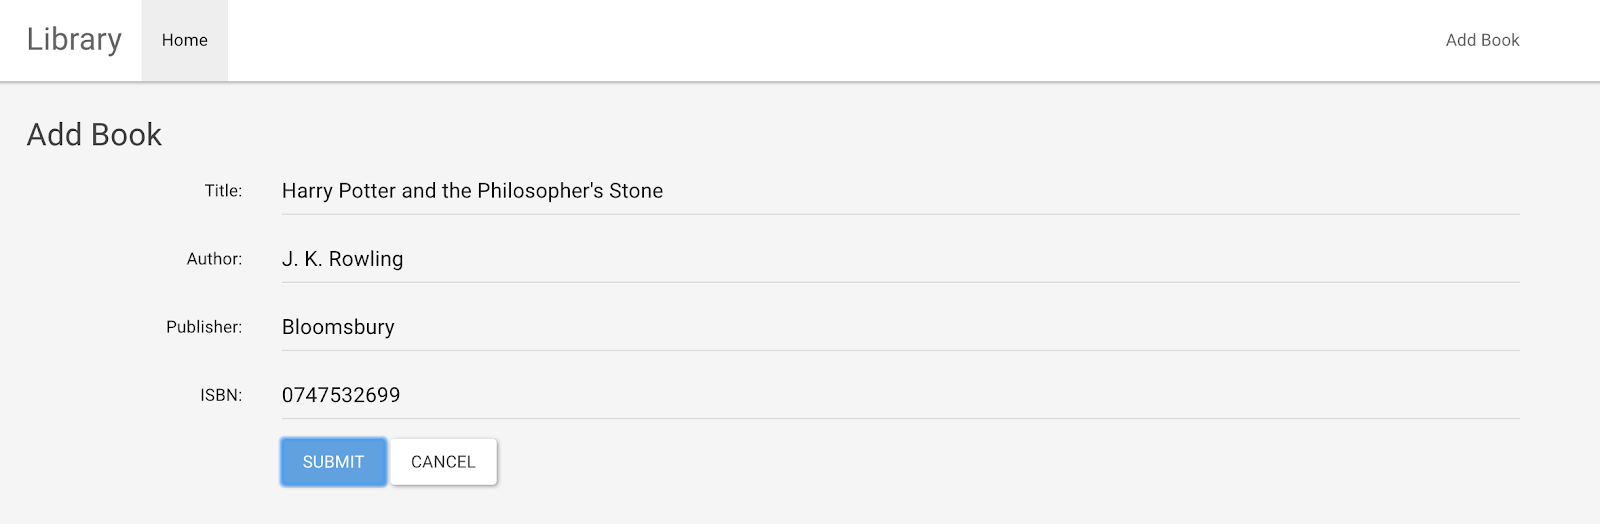 Library Home Add Book
Add Book
Title: Harry Potter and the Philosopher's Stone
Author: J. K. Rowling
Publisher: Bloomsbury
ISBN: 0747532699
SUBMIT CANCEL